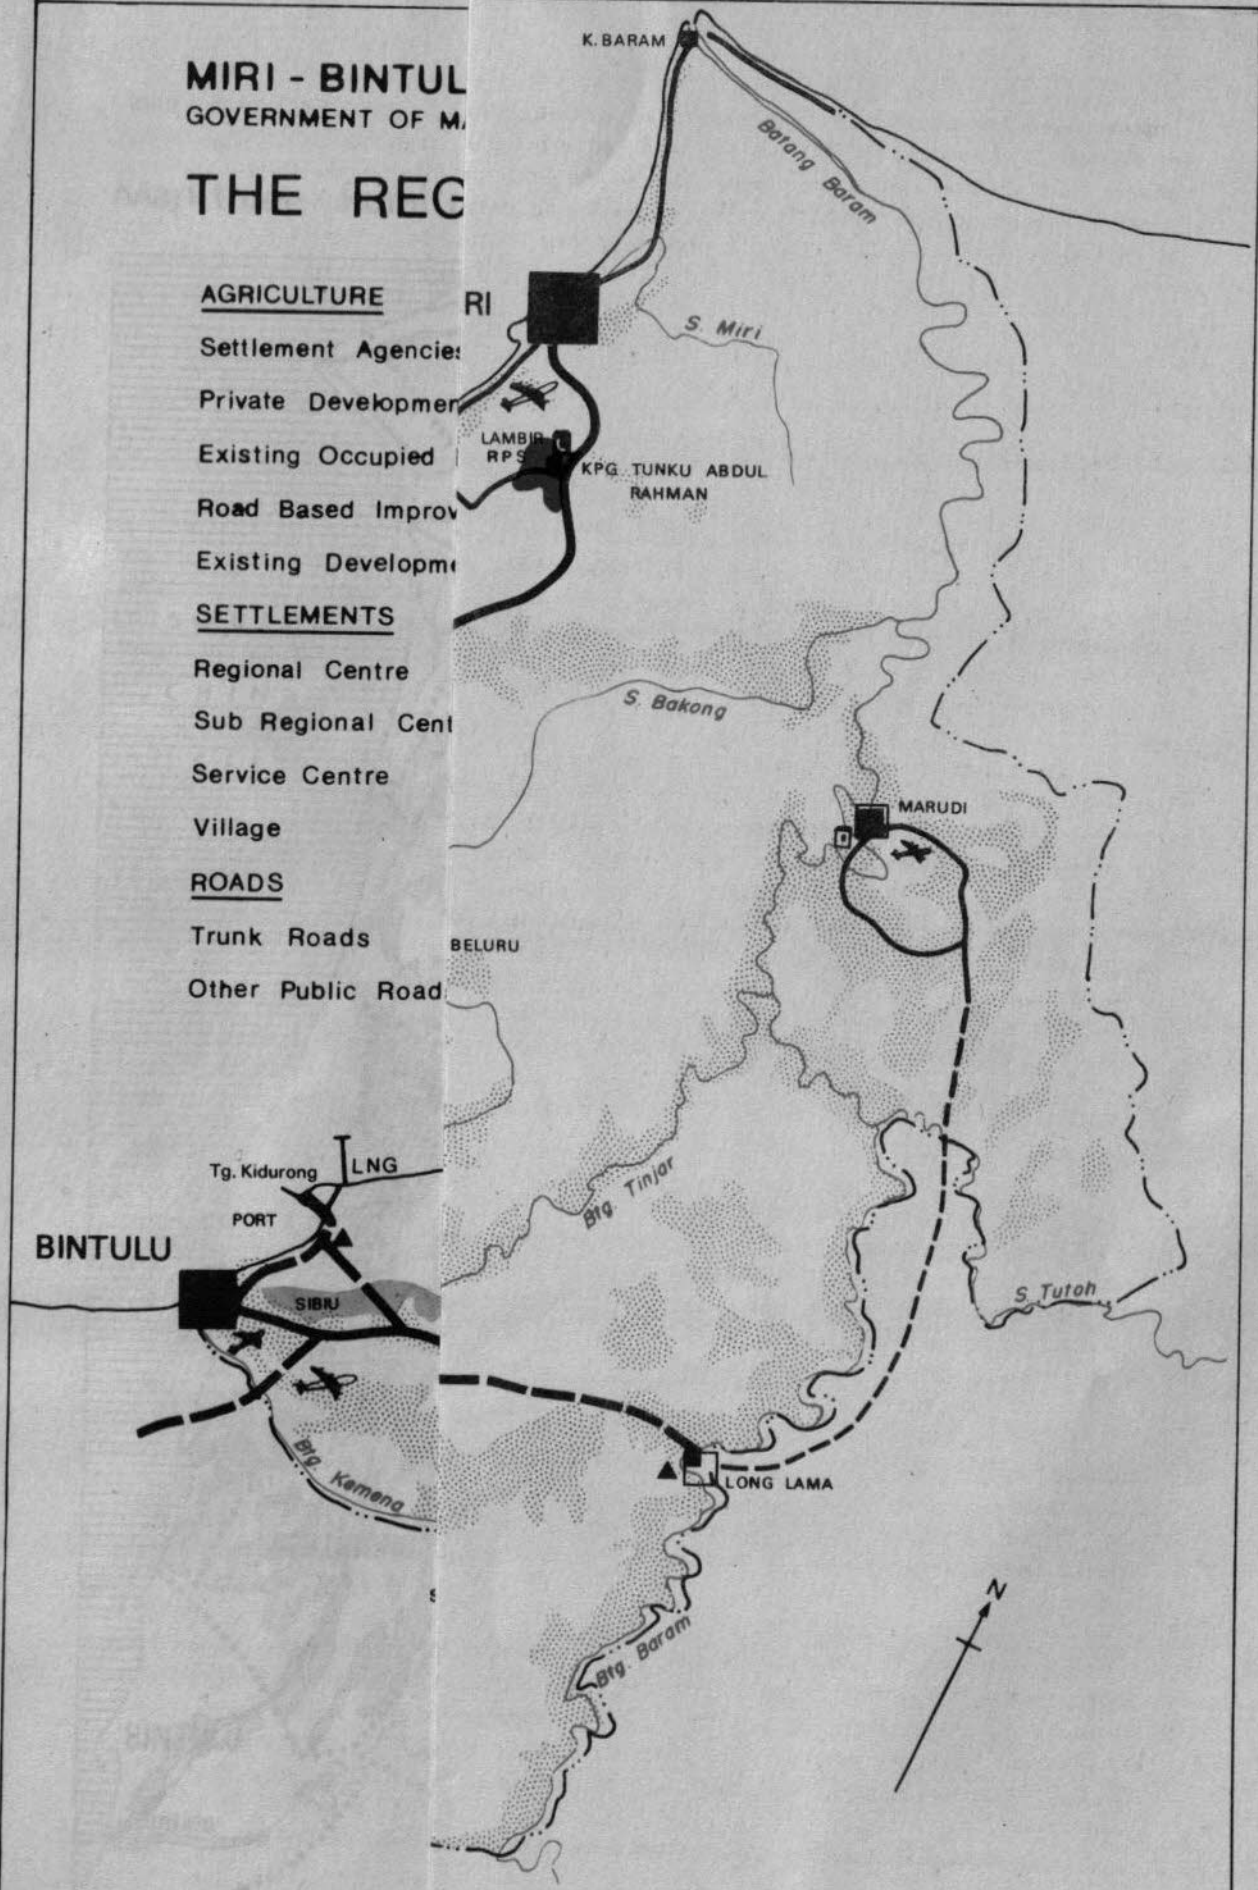 MIRI - BINTUL
GOVERNMENT OF MA
THE REG
AGRICULTURE
Settlement Agencies
Private Developmen
Existing Occupied
Road Based Improv
Existing Developme
SETTLEMENTS
Regional Centre
Sub Regional Cent
Service Centre
Village
ROADS
Trunk Roads
Other Public Road
Tg. Kidurong
LNG
PORT
BINTULU
SIBIU
Btg. Kemena
K. BARAM
Batang Baram
RI
S. Miri
LAMBIR
RPS
KPG. TUNKU ABDUL
RAHMAN
S. Bakong
MARUDI
BELURU
Btg. Tinjar
S. Tutoh
LONG LAMA
Btg. Baram
N